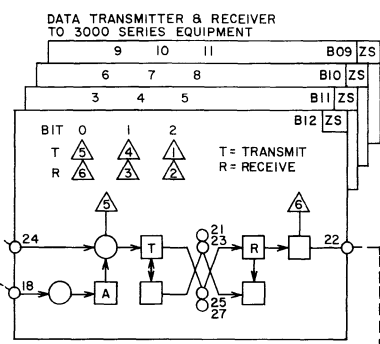 DATA TRANSMITTER & RECEIVER
TO 3000 SERIES EQUIPMENT
9 10 11 B09 ZS
6 7 8 B10 ZS
3 4 5 B11 ZS
B12 ZS
BIT 0 1 2
T 5 4 1 T = TRANSMIT
R 6 3 2 R = RECEIVE
5 6
21
24 T 23 R 22
18 A 25
27